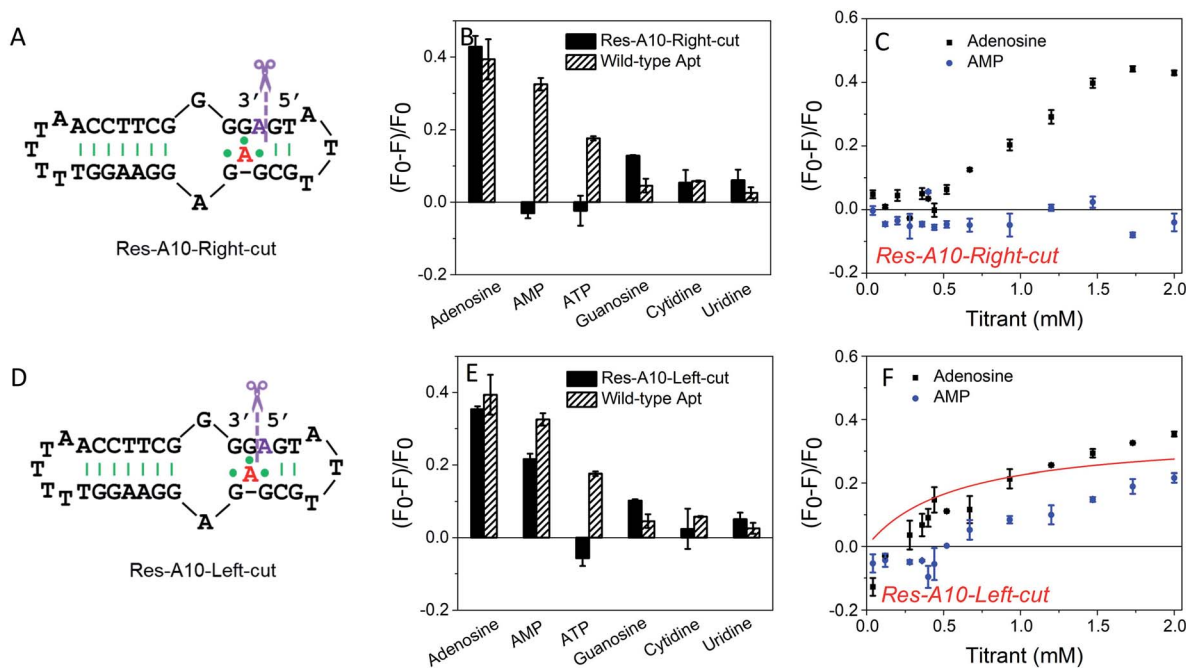 A
G 3′ 5′
T A ACCTTCG GGAGT A
T T
T T T GGAAGGTT G-GCG T T
A
A
Res-A10-Right-cut
B
Res-A10-Right-cut
Wild-type Apt
(F0-F)/F0
0.4
0.2
0.0
-0.2
Adenosine AMP ATP Guanosine Cytidine Uridine
C
Adenosine
AMP
(F0-F)/F0
0.6
0.4
0.2
0.0
-0.2
Res-A10-Right-cut
0.0 0.5 1.0 1.5 2.0
Titrant (mM)
D
G 3′ 5′
T A ACCTTCG GGAGT A
T T
A
T T T GGAAGGTT G-GCG T T
A
Res-A10-Left-cut
E
Res-A10-Left-cut
Wild-type Apt
(F0-F)/F0
0.4
0.2
0.0
-0.2
Adenosine AMP ATP Guanosine Cytidine Uridine
F
Adenosine
AMP
(F0-F)/F0
0.6
0.4
0.2
0.0
-0.2
Res-A10-Left-cut
0.0 0.5 1.0 1.5 2.0
Titrant (mM)